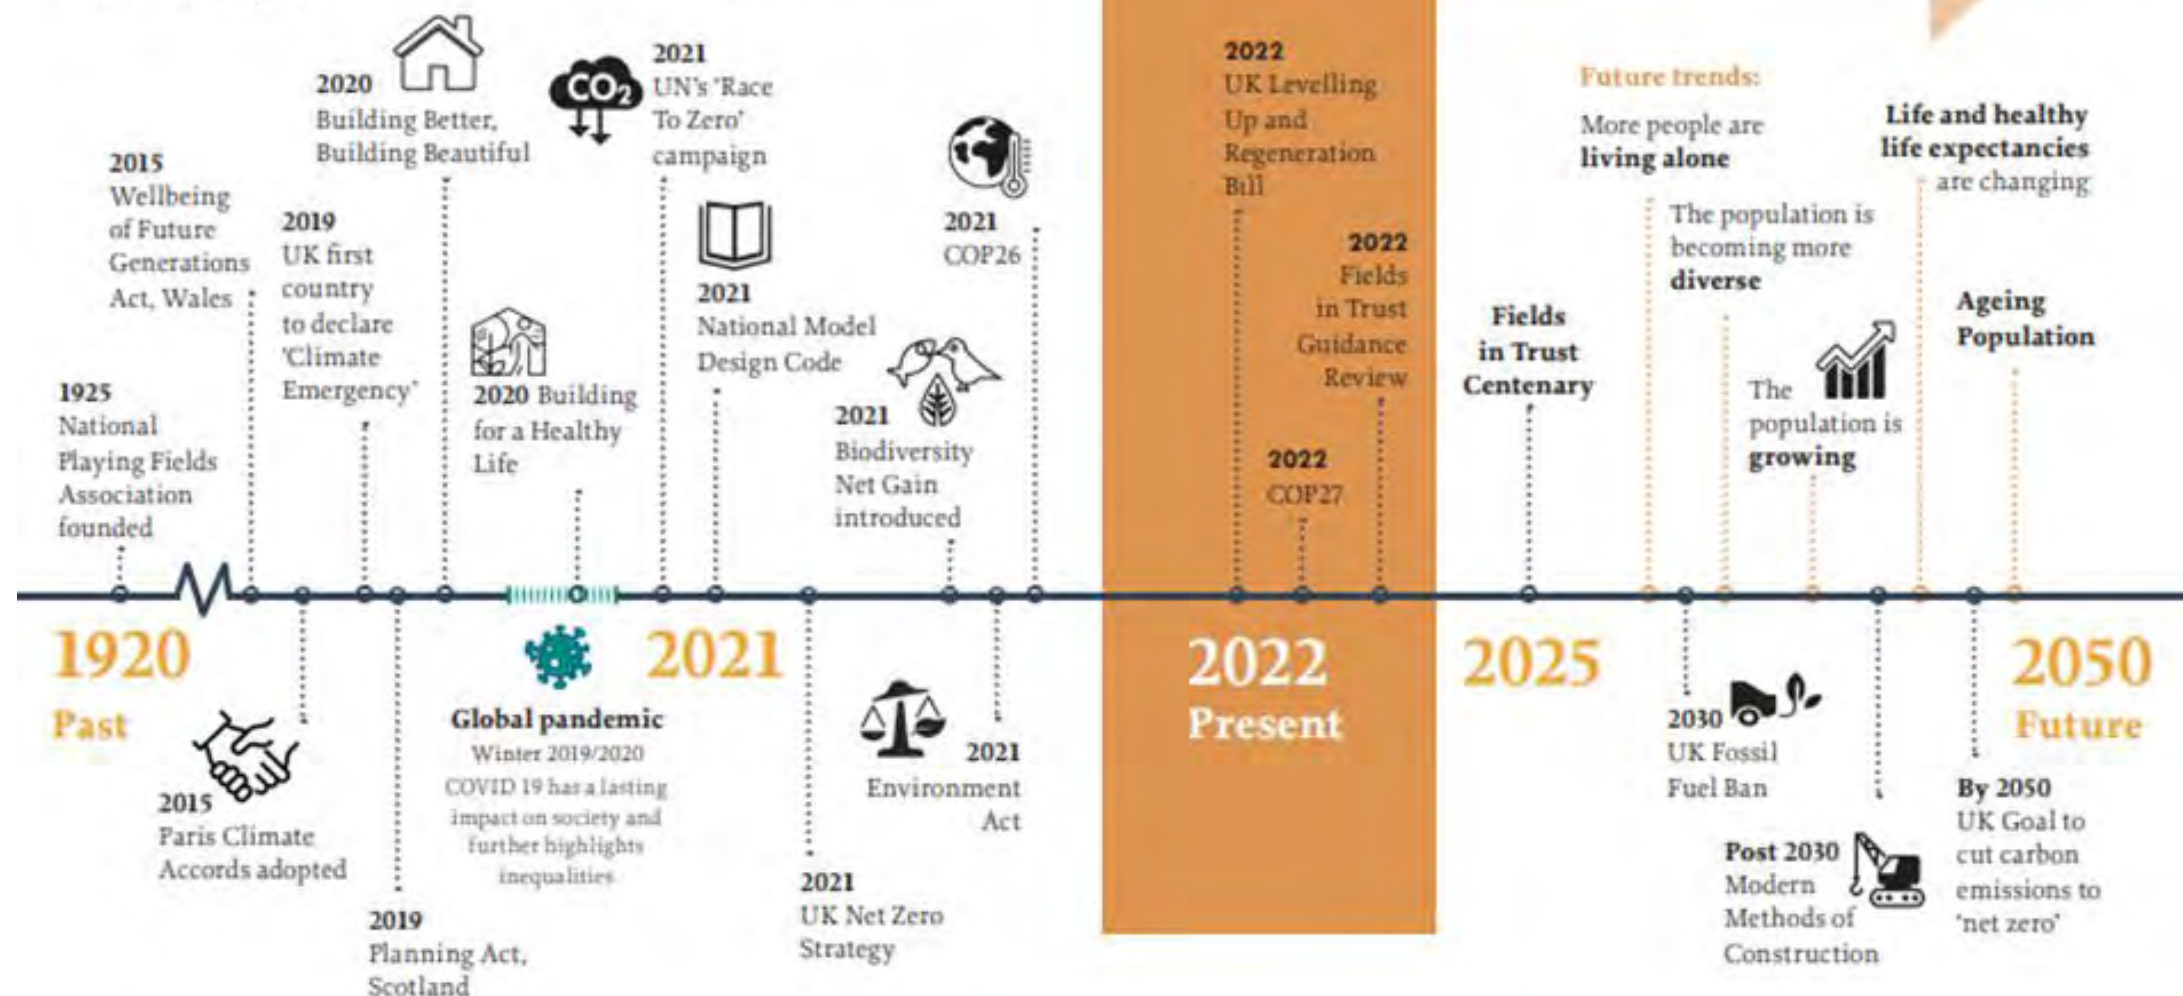 1925
National
Playing Fields
Association
founded
2015
Wellbeing
of Future
Generations
Act, Wales
2019
UK first
country
to declare
'Climate
Emergency'
2020
Building Better,
Building Beautiful
2020 Building
for a Healthy
Life
CO2
2021
UN's 'Race
To Zero'
campaign
2021
National Model
Design Code
2021
Biodiversity
Net Gain
introduced
2021
COP26
2022
UK Levelling
Up and
Regeneration
Bill
2022
COP27
2022
Fields
in Trust
Guidance
Review
Fields
in Trust
Centenary
Future trends:
More people are
living alone
The population is
becoming more
diverse
The
population is
growing
Life and healthy
life expectancies
are changing
Ageing
Population
1920
Past
2021
2022
Present
2025
2050
Future
2015
Paris Climate
Accords adopted
2019
Planning Act,
Scotland
Global pandemic
Winter 2019/2020
COVID 19 has a lasting
impact on society and
further highlights
inequalities
2021
UK Net Zero
Strategy
2021
Environment
Act
2030
UK Fossil
Fuel Ban
Post 2030
Modern
Methods of
Construction
By 2050
UK Goal to
cut carbon
emissions to
'net zero'